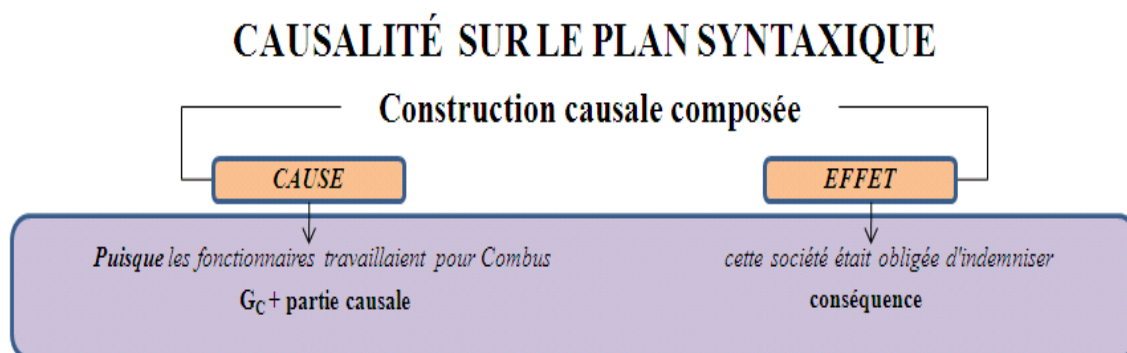 CAUSALITÉ SUR LE PLAN SYNTAXIQUE
Construction causale composée
CAUSE
EFFET
Puisque les fonctionnaires travaillaient pour Combus
cette société était obligée d'indemniser
GC + partie causale
conséquence